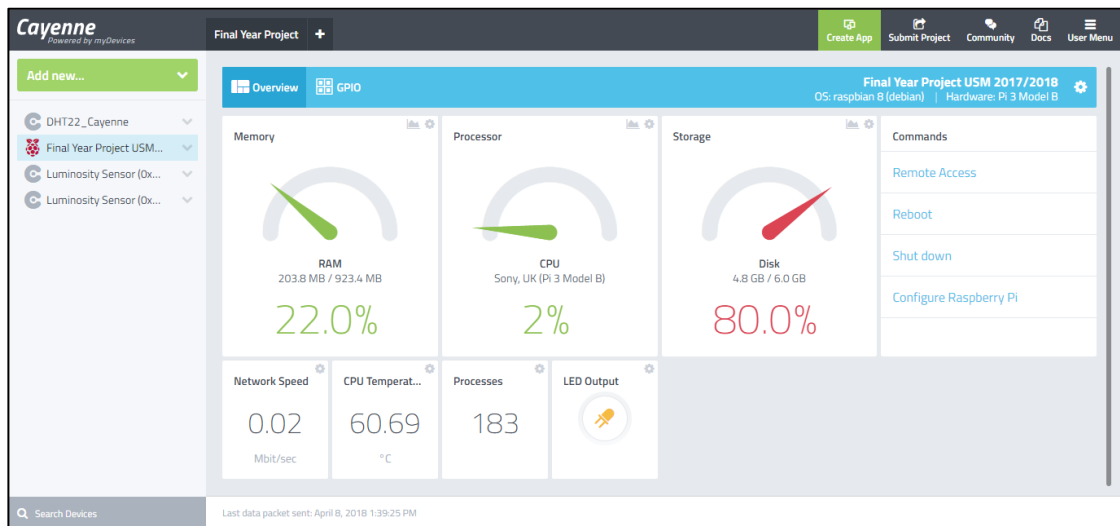 Cayenne
Powered by myDevices
Final Year Project +
Create App
Submit Project
Community
Docs
User Menu
Add new...
DHT22_Cayenne
Final Year Project USM...
Luminosity Sensor (0x...
Luminosity Sensor (0x...
Search Devices
Overview
GPIO
Final Year Project USM 2017/2018
OS: raspbian 8 (debian) | Hardware: Pi 3 Model B
Memory
RAM
203.8 MB / 923.4 MB
22.0%
Processor
CPU
Sony, UK (Pi 3 Model B)
2%
Storage
Disk
4.8 GB / 6.0 GB
80.0%
Commands
Remote Access
Reboot
Shut down
Configure Raspberry Pi
Network Speed
0.02
Mbit/sec
CPU Temperat...
60.69
°C
Processes
183
LED Output
Last data packet sent: April 8, 2018 1:39:25 PM